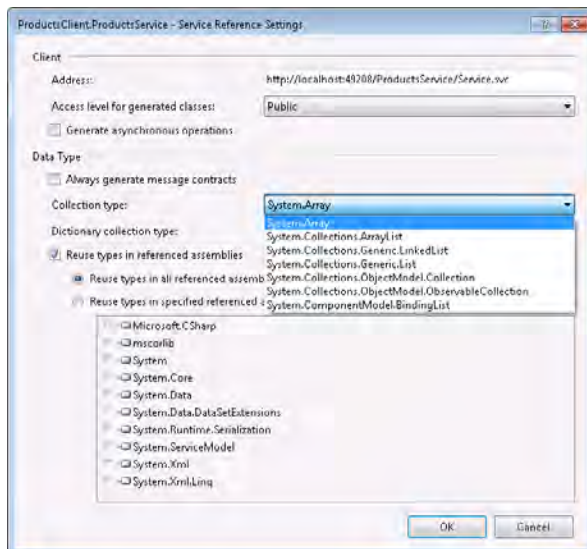 ProductsClient.ProductsService - Service Reference Settings
Client
Address: http://localhost:49208/ProductsService/Service.svc
Access level for generated classes: Public
Generate asynchronous operations
Data Type
Always generate message contracts
Collection type: System.Array
System.Array
Dictionary collection type:
System.Collections.ArrayList
System.Collections.Generic.LinkedList
Reuse types in referenced assemblies
System.Collections.Generic.List
Reuse types in all referenced assemb
System.Collections.ObjectModel.Collection
System.Collections.ObjectModel.ObservableCollection
Reuse types in specified referenced a
System.ComponentModel.BindingList
Microsoft.CSharp
mscorlib
System
System.Core
System.Data
System.Data.DataSetExtensions
System.Runtime.Serialization
System.ServiceModel
System.Xml
System.Xml.Linq
OK
Cancel